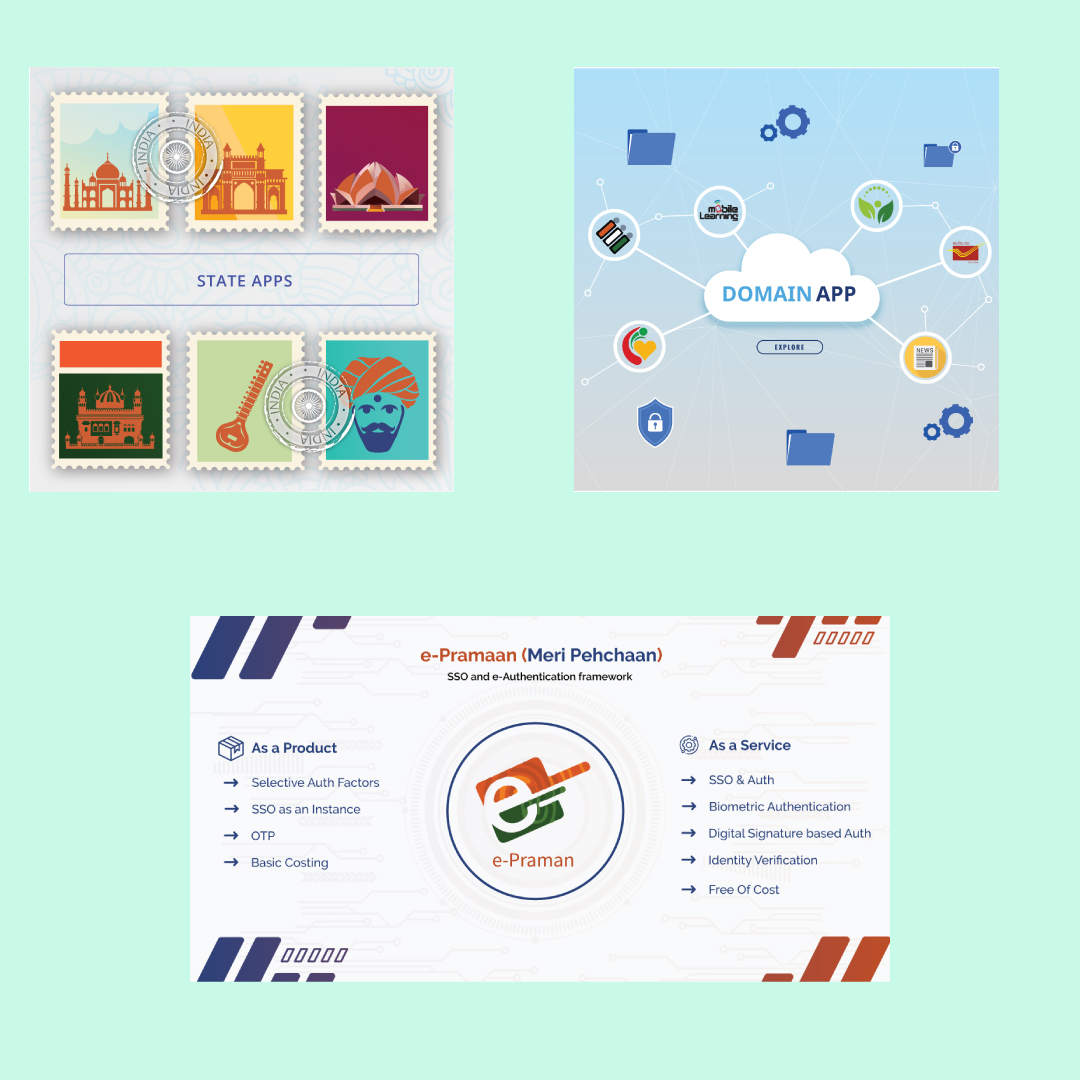 INDIA
INDIA
INDIA
STATE APPS
INDIA
INDIA
INDIA
mobile
Learning
DOMAIN APP
EXPLORE
NEWS
e-Pramaan (Meri Pehchaan)
SSO and e-Authentication framework
As a Product
Selective Auth Factors
SSO as an Instance
OTP
Basic Costing
e-Praman
As a Service
SSO & Auth
Biometric Authentication
Digital Signature based Auth
Identity Verification
Free Of Cost